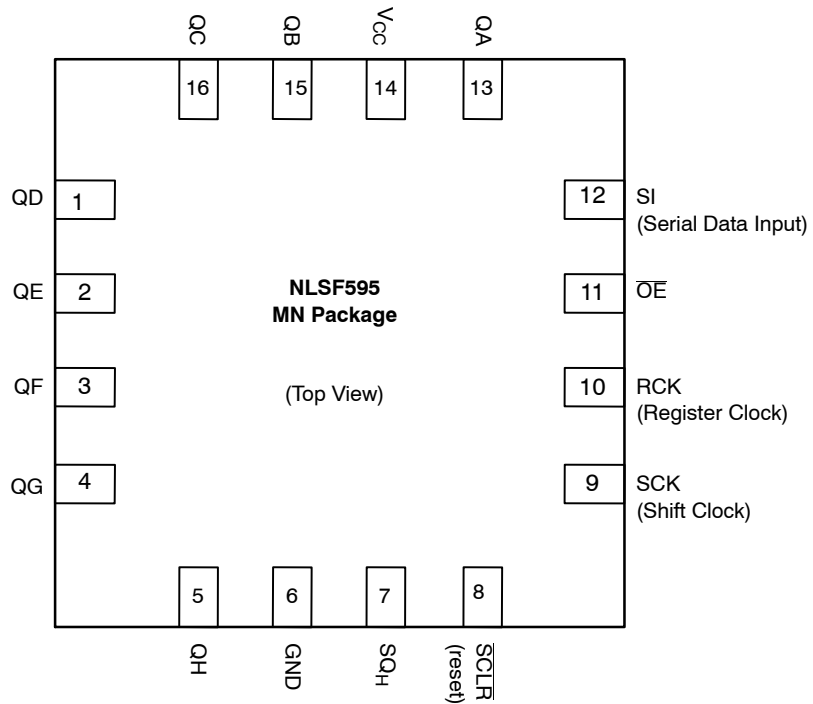 QC
QB
VCC
QA
16
15
14
13
QD
1
12
SI
(Serial Data Input)
QE
2
NLSF595
MN Package
11
OE
QF
3
(Top View)
10
RCK
(Register Clock)
QG
4
9
SCK
(Shift Clock)
5
6
7
8
QH
GND
SQH
SCLR
(reset)